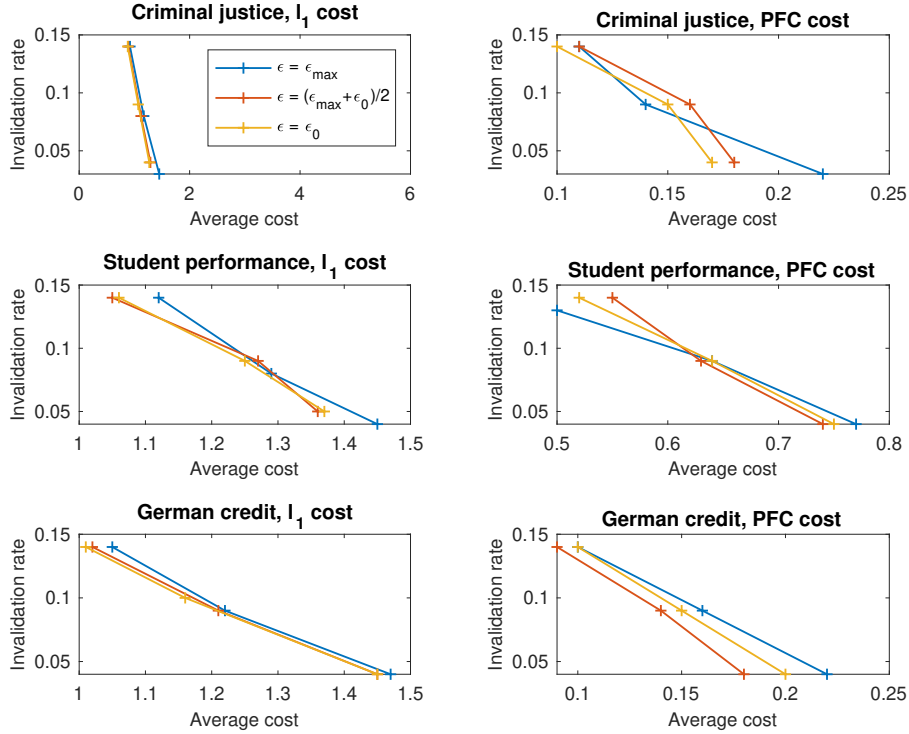 Criminal justice, l1 cost
0.15
0.1
0.05
Invalidation rate
ϵ = ϵmax
ϵ = (ϵmax+ϵ0)/2
ϵ = ϵ0
0 2 4 6
Average cost
Criminal justice, PFC cost
0.15
0.1
0.05
Invalidation rate
0.1 0.15 0.2 0.25
Average cost
Student performance, l1 cost
0.15
0.1
0.05
Invalidation rate
1 1.1 1.2 1.3 1.4 1.5
Average cost
Student performance, PFC cost
0.15
0.1
0.05
Invalidation rate
0.5 0.6 0.7 0.8
Average cost
German credit, l1 cost
0.15
0.1
0.05
Invalidation rate
1 1.1 1.2 1.3 1.4 1.5
Average cost
German credit, PFC cost
0.15
0.1
0.05
Invalidation rate
0.1 0.15 0.2 0.25
Average cost